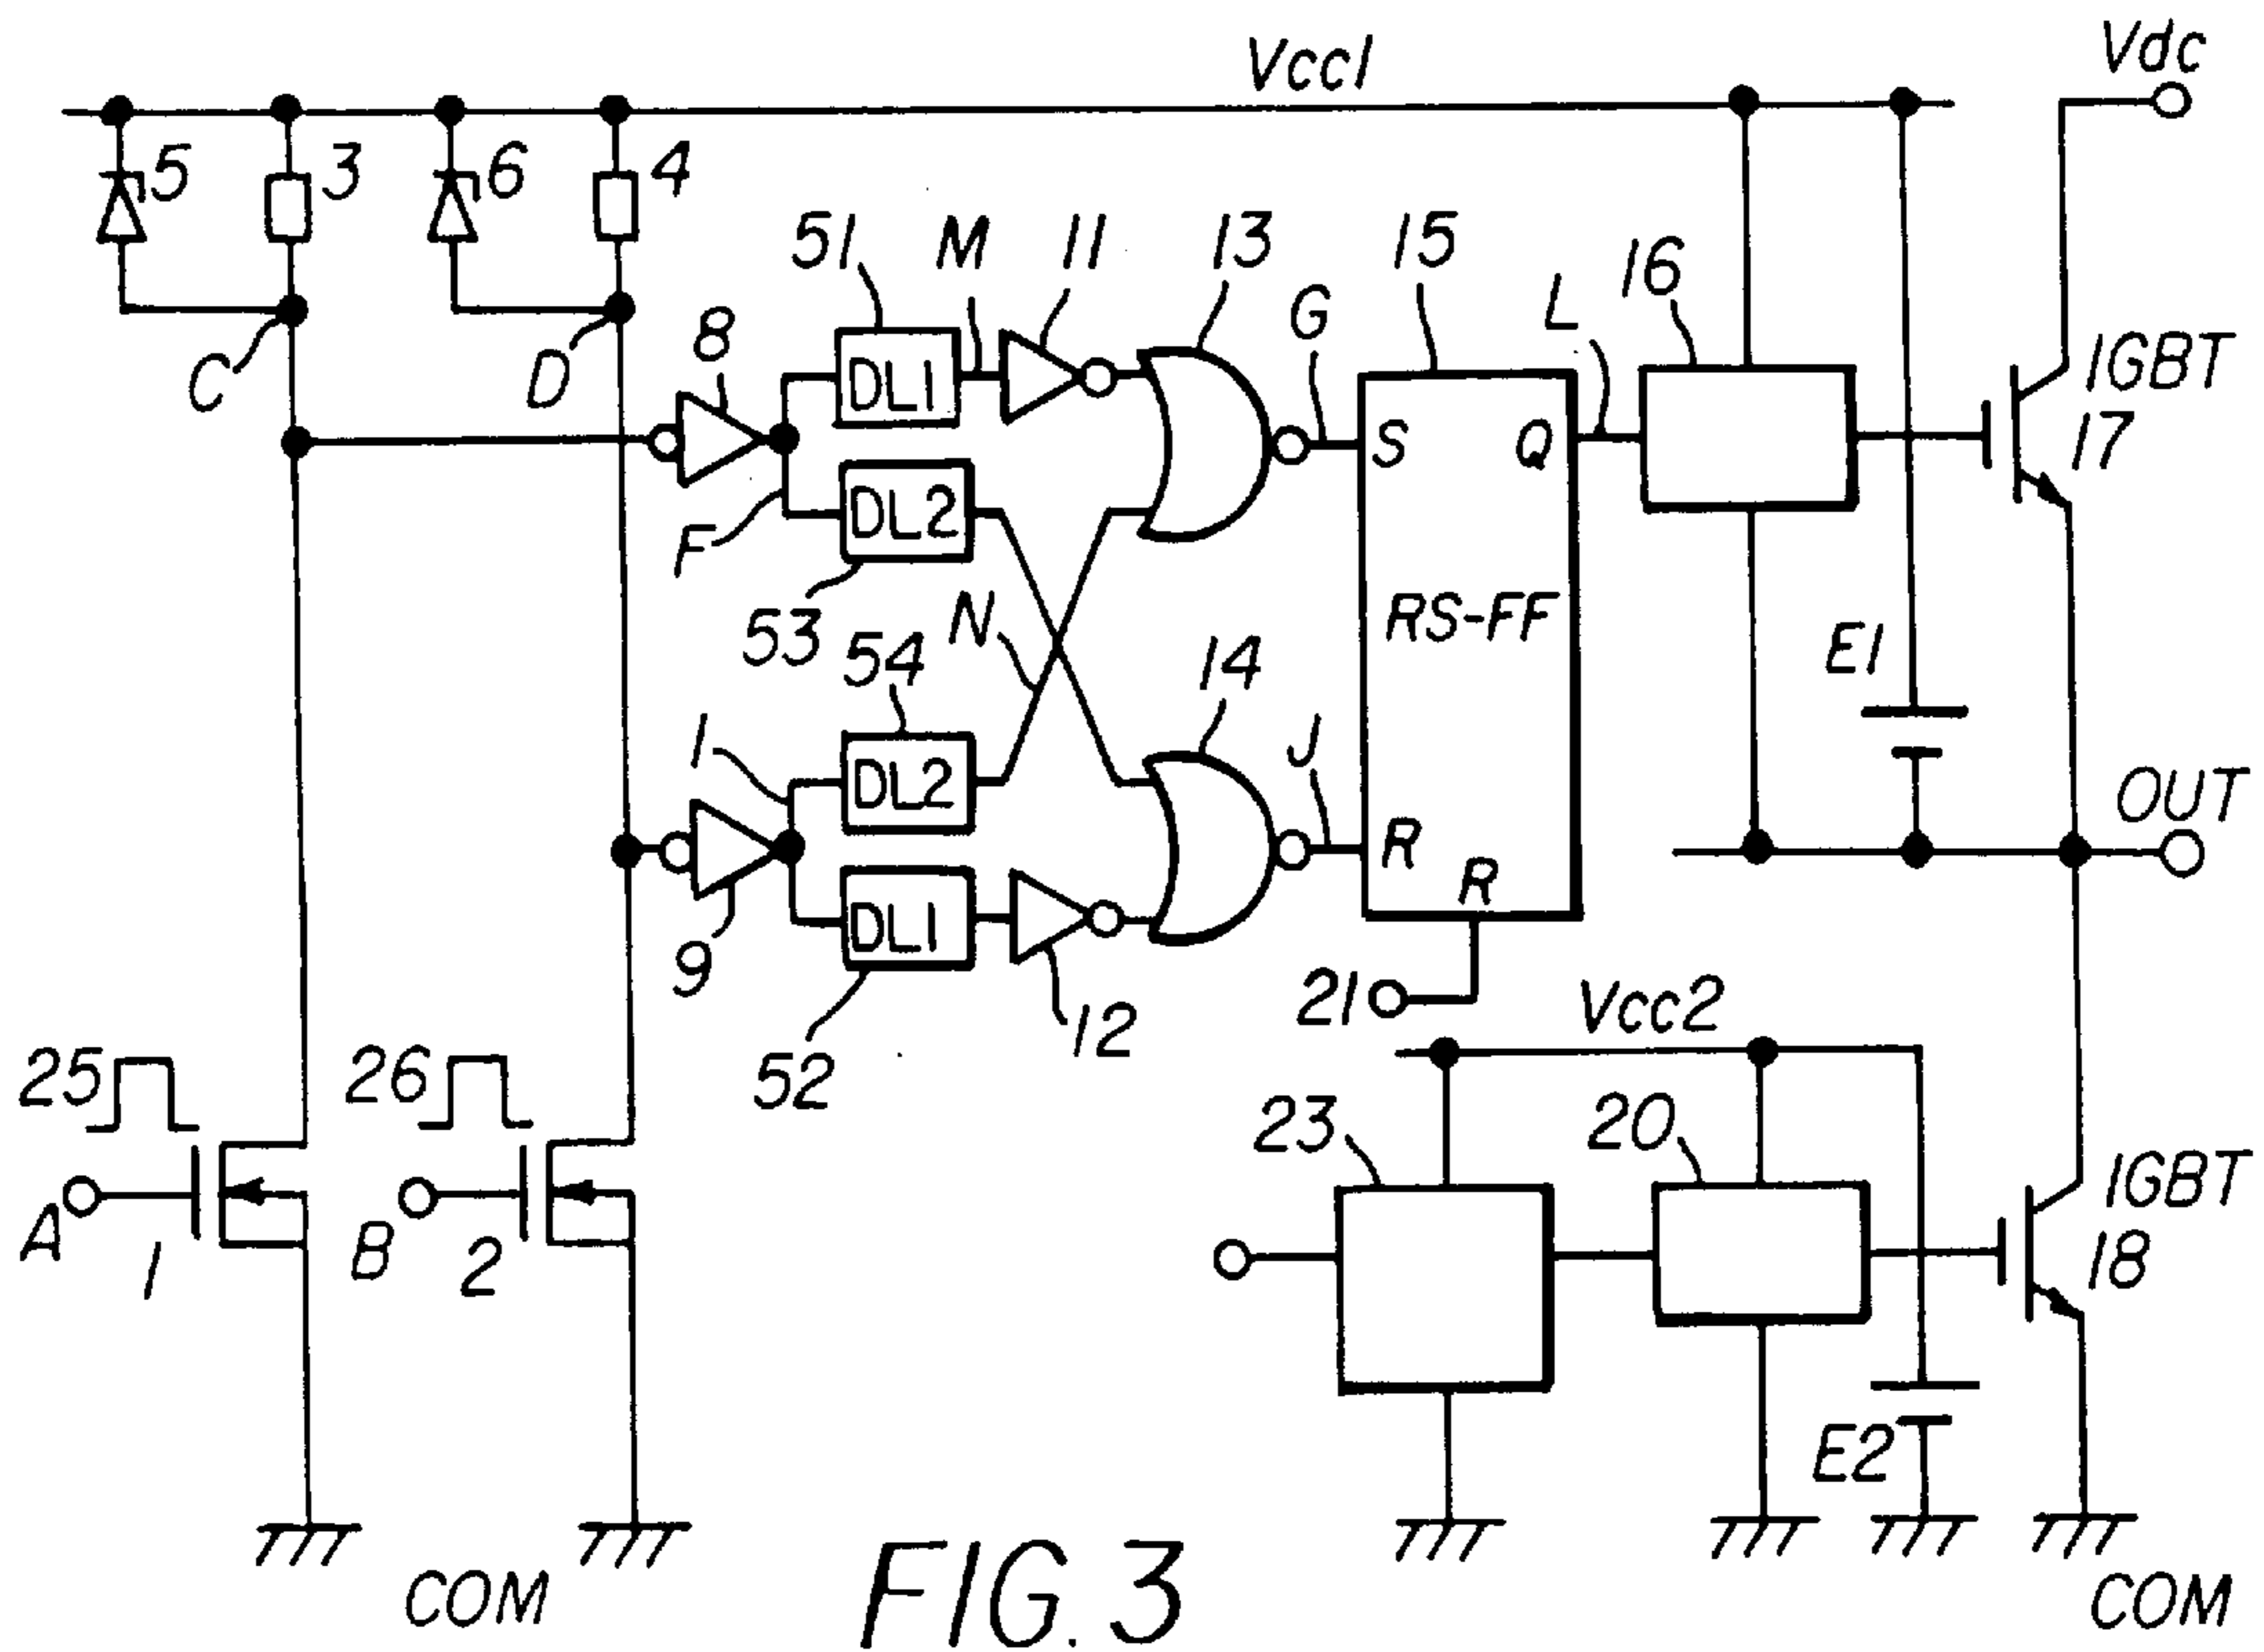 Vcc1
Vdc
5
3
6
4
51
M
11
13
15
G
L
16
IGBT
17
C
D
8
DL1
S
Q
F
DL2
53
N
RS-FF
E1
54
14
I
J
OUT
DL2
R
R
9
DL1
52
12
21
Vcc2
25
26
23
20
IGBT
18
A
1
B
2
E2
COM
FIG. 3
COM